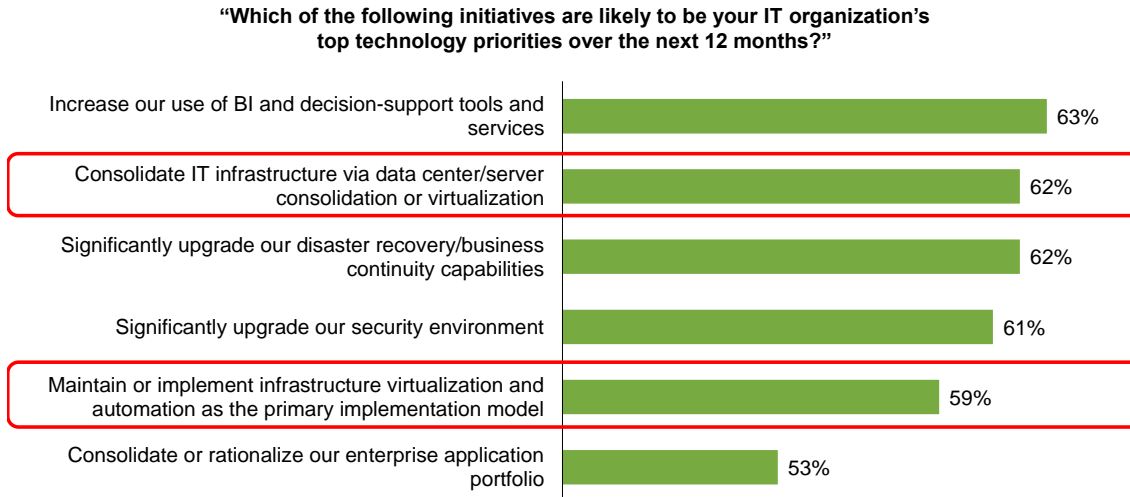 “Which of the following initiatives are likely to be your IT organization’s
top technology priorities over the next 12 months?”
Increase our use of BI and decision-support tools and
services
63%
Consolidate IT infrastructure via data center/server
consolidation or virtualization
62%
Significantly upgrade our disaster recovery/business
continuity capabilities
62%
Significantly upgrade our security environment
61%
Maintain or implement infrastructure virtualization and
automation as the primary implementation model
59%
Consolidate or rationalize our enterprise application
portfolio
53%